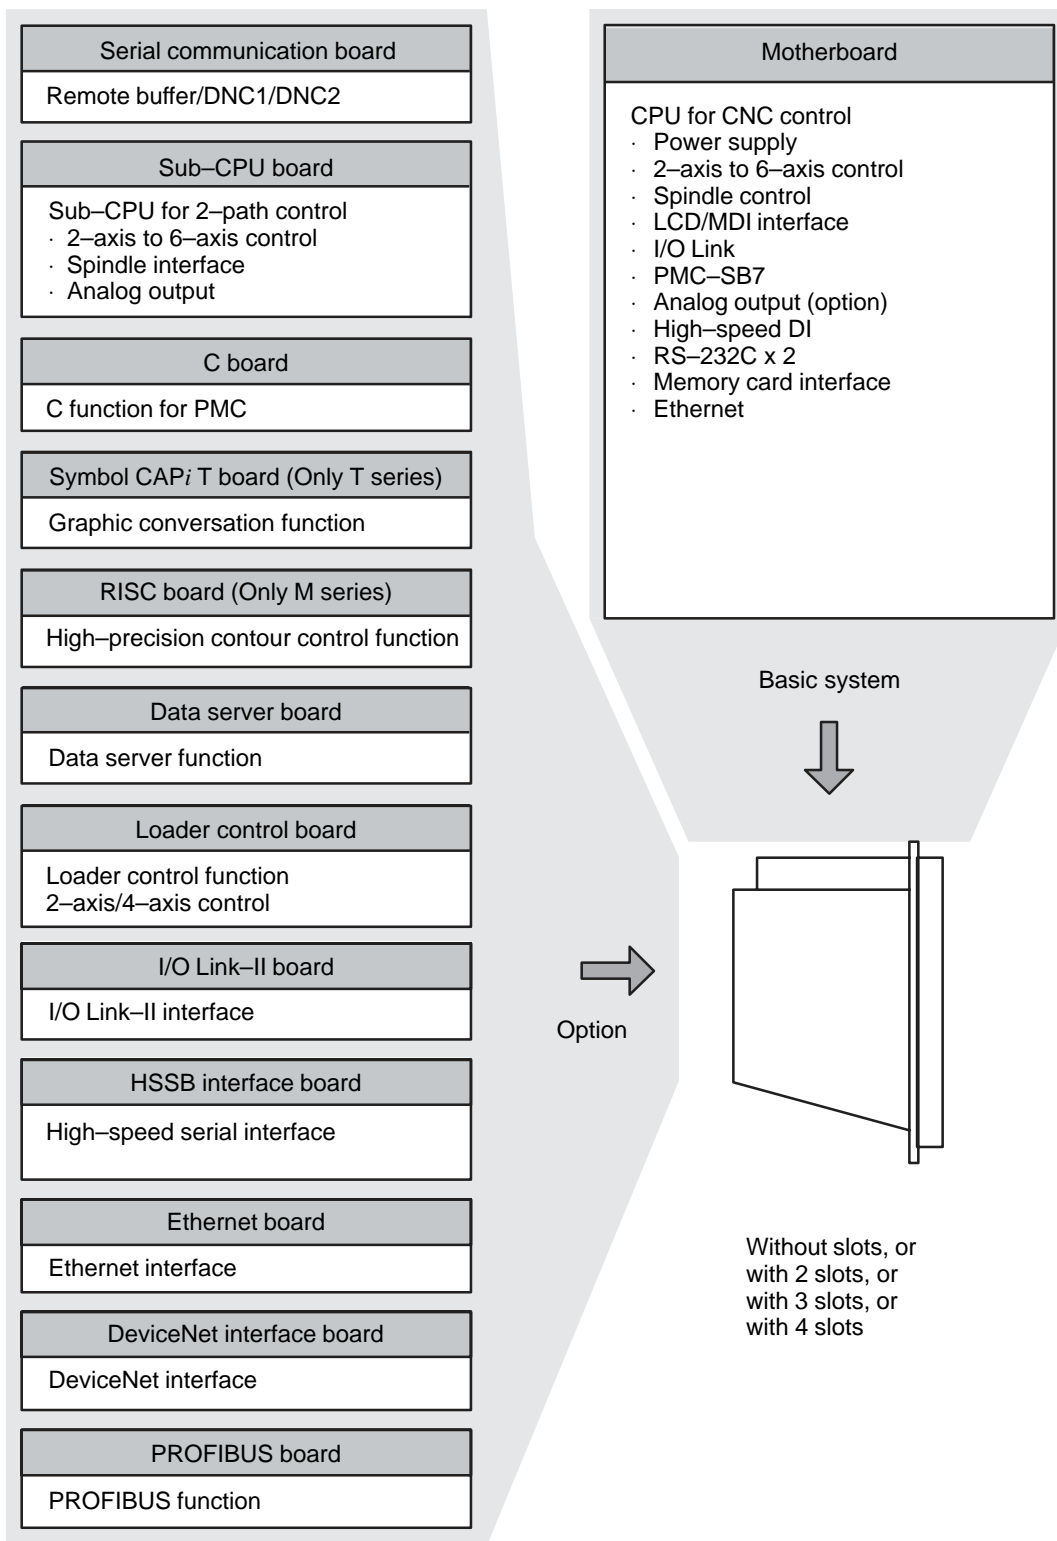 Serial communication board
Remote buffer/DNC1/DNC2
Sub–CPU board
Sub–CPU for 2–path control
· 2–axis to 6–axis control
· Spindle interface
· Analog output
C board
C function for PMC
Symbol CAPi T board (Only T series)
Graphic conversation function
RISC board (Only M series)
High–precision contour control function
Data server board
Data server function
Loader control board
Loader control function
2–axis/4–axis control
I/O Link–II board
I/O Link–II interface
HSSB interface board
High–speed serial interface
Ethernet board
Ethernet interface
DeviceNet interface board
DeviceNet interface
PROFIBUS board
PROFIBUS function
Option
Motherboard
CPU for CNC control
· Power supply
· 2–axis to 6–axis control
· Spindle control
· LCD/MDI interface
· I/O Link
· PMC–SB7
· Analog output (option)
· High–speed DI
· RS–232C x 2
· Memory card interface
· Ethernet
Basic system
Without slots, or
with 2 slots, or
with 3 slots, or
with 4 slots